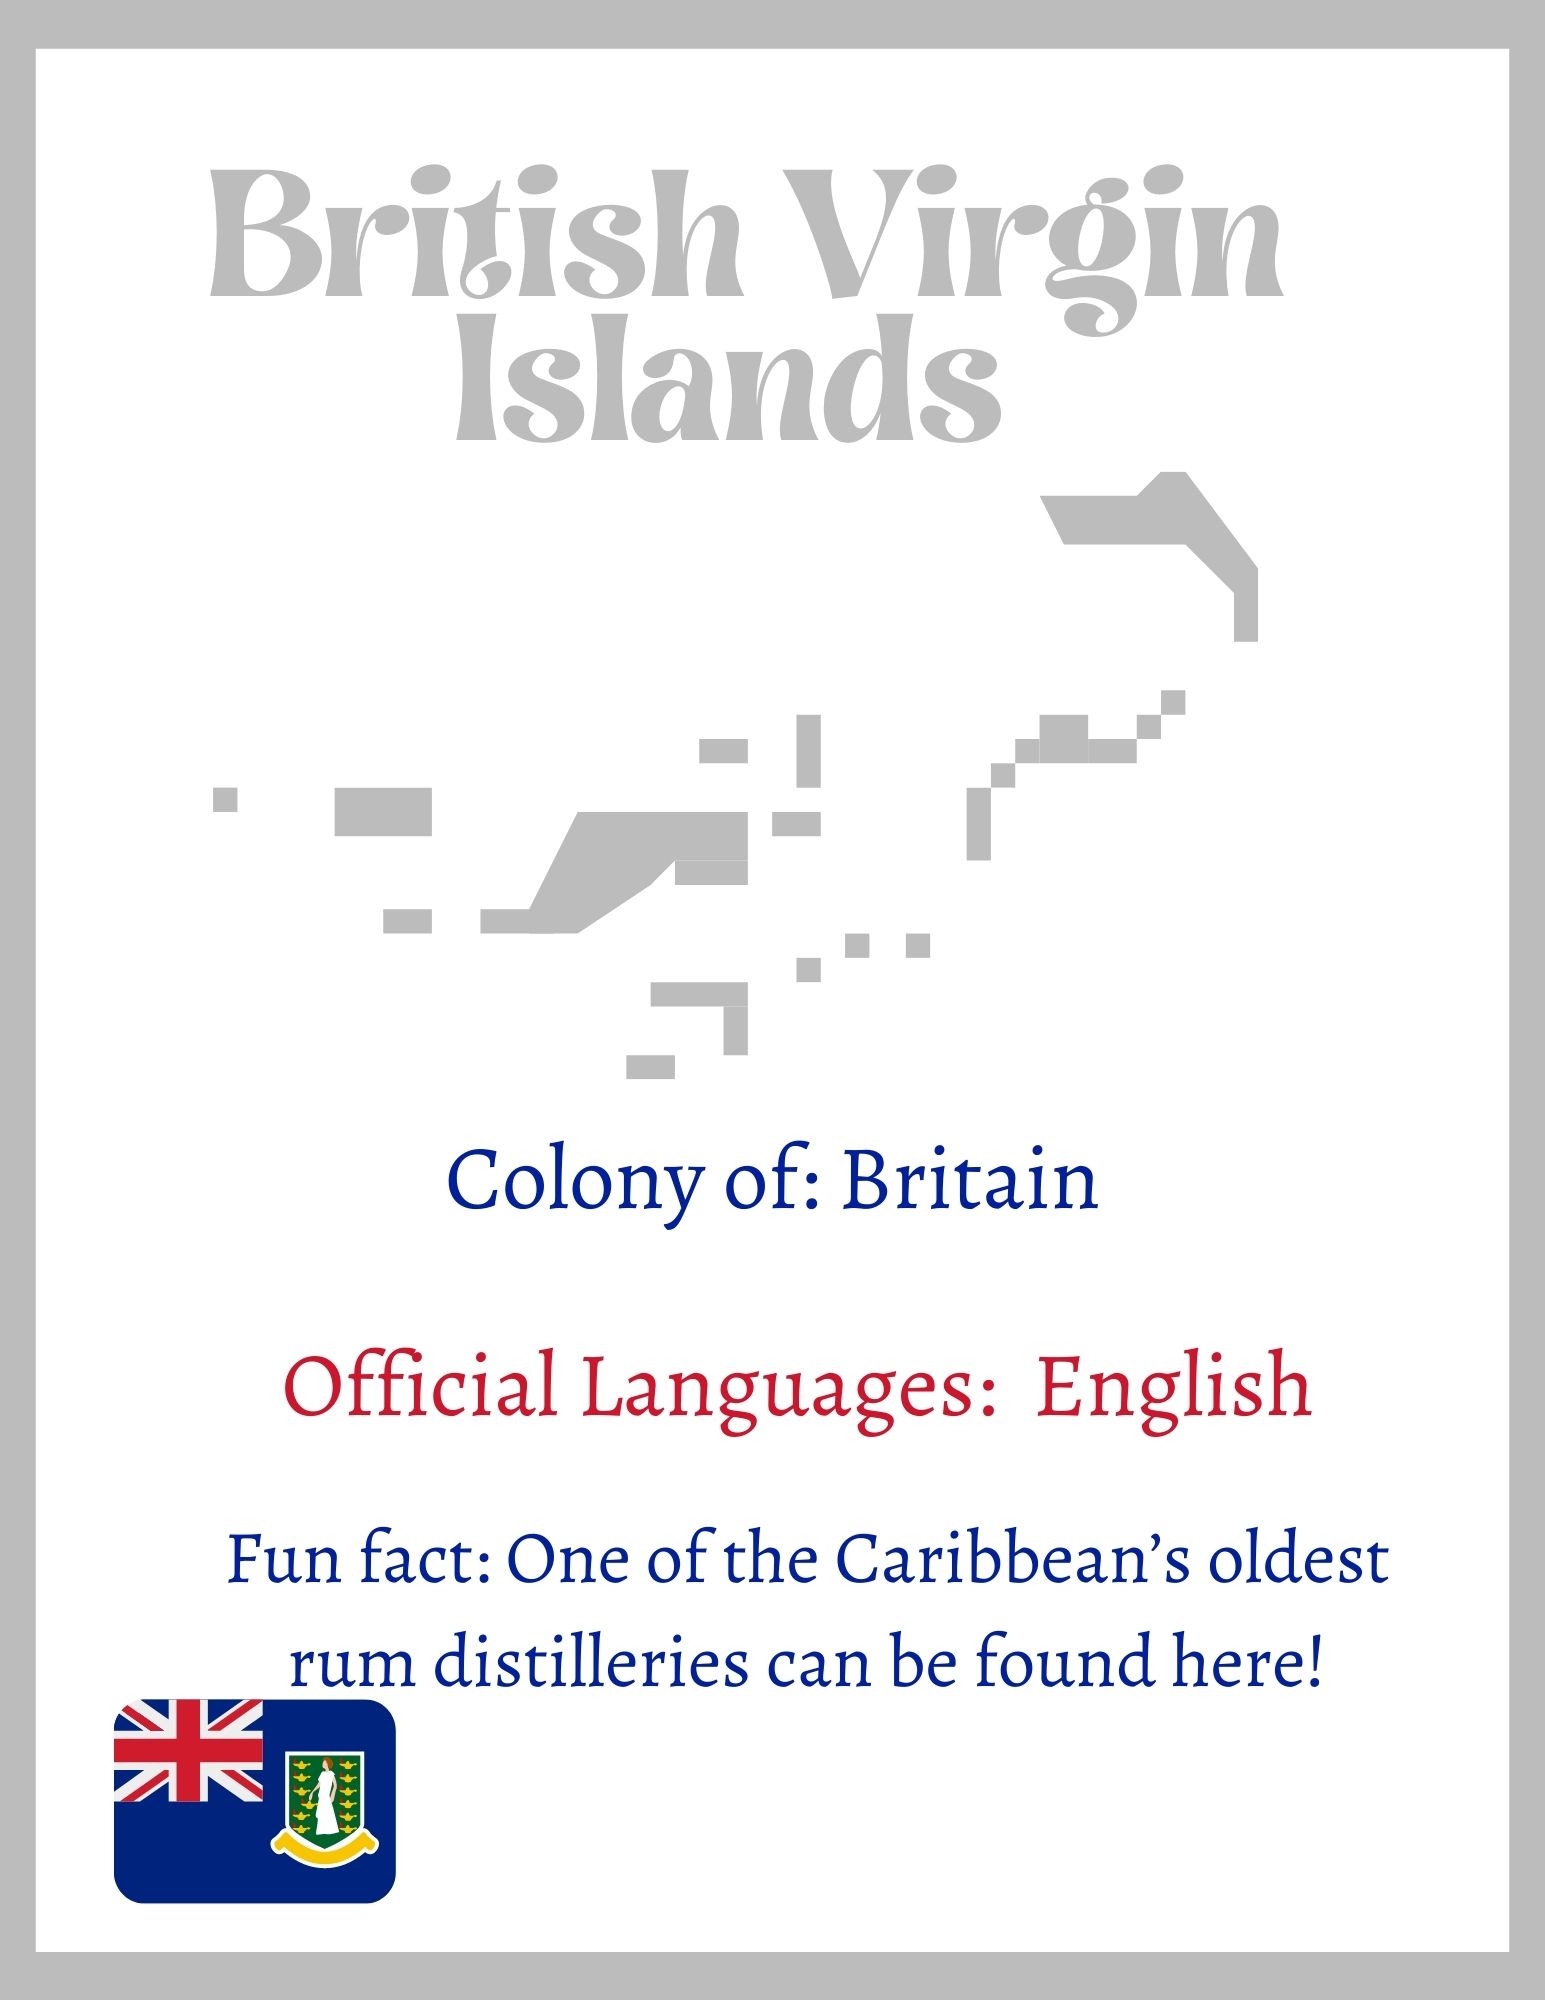 British Virgin
Islands
Colony of: Britain
Official Languages: English
Fun fact: One of the Caribbean’s oldest
rum distilleries can be found here!